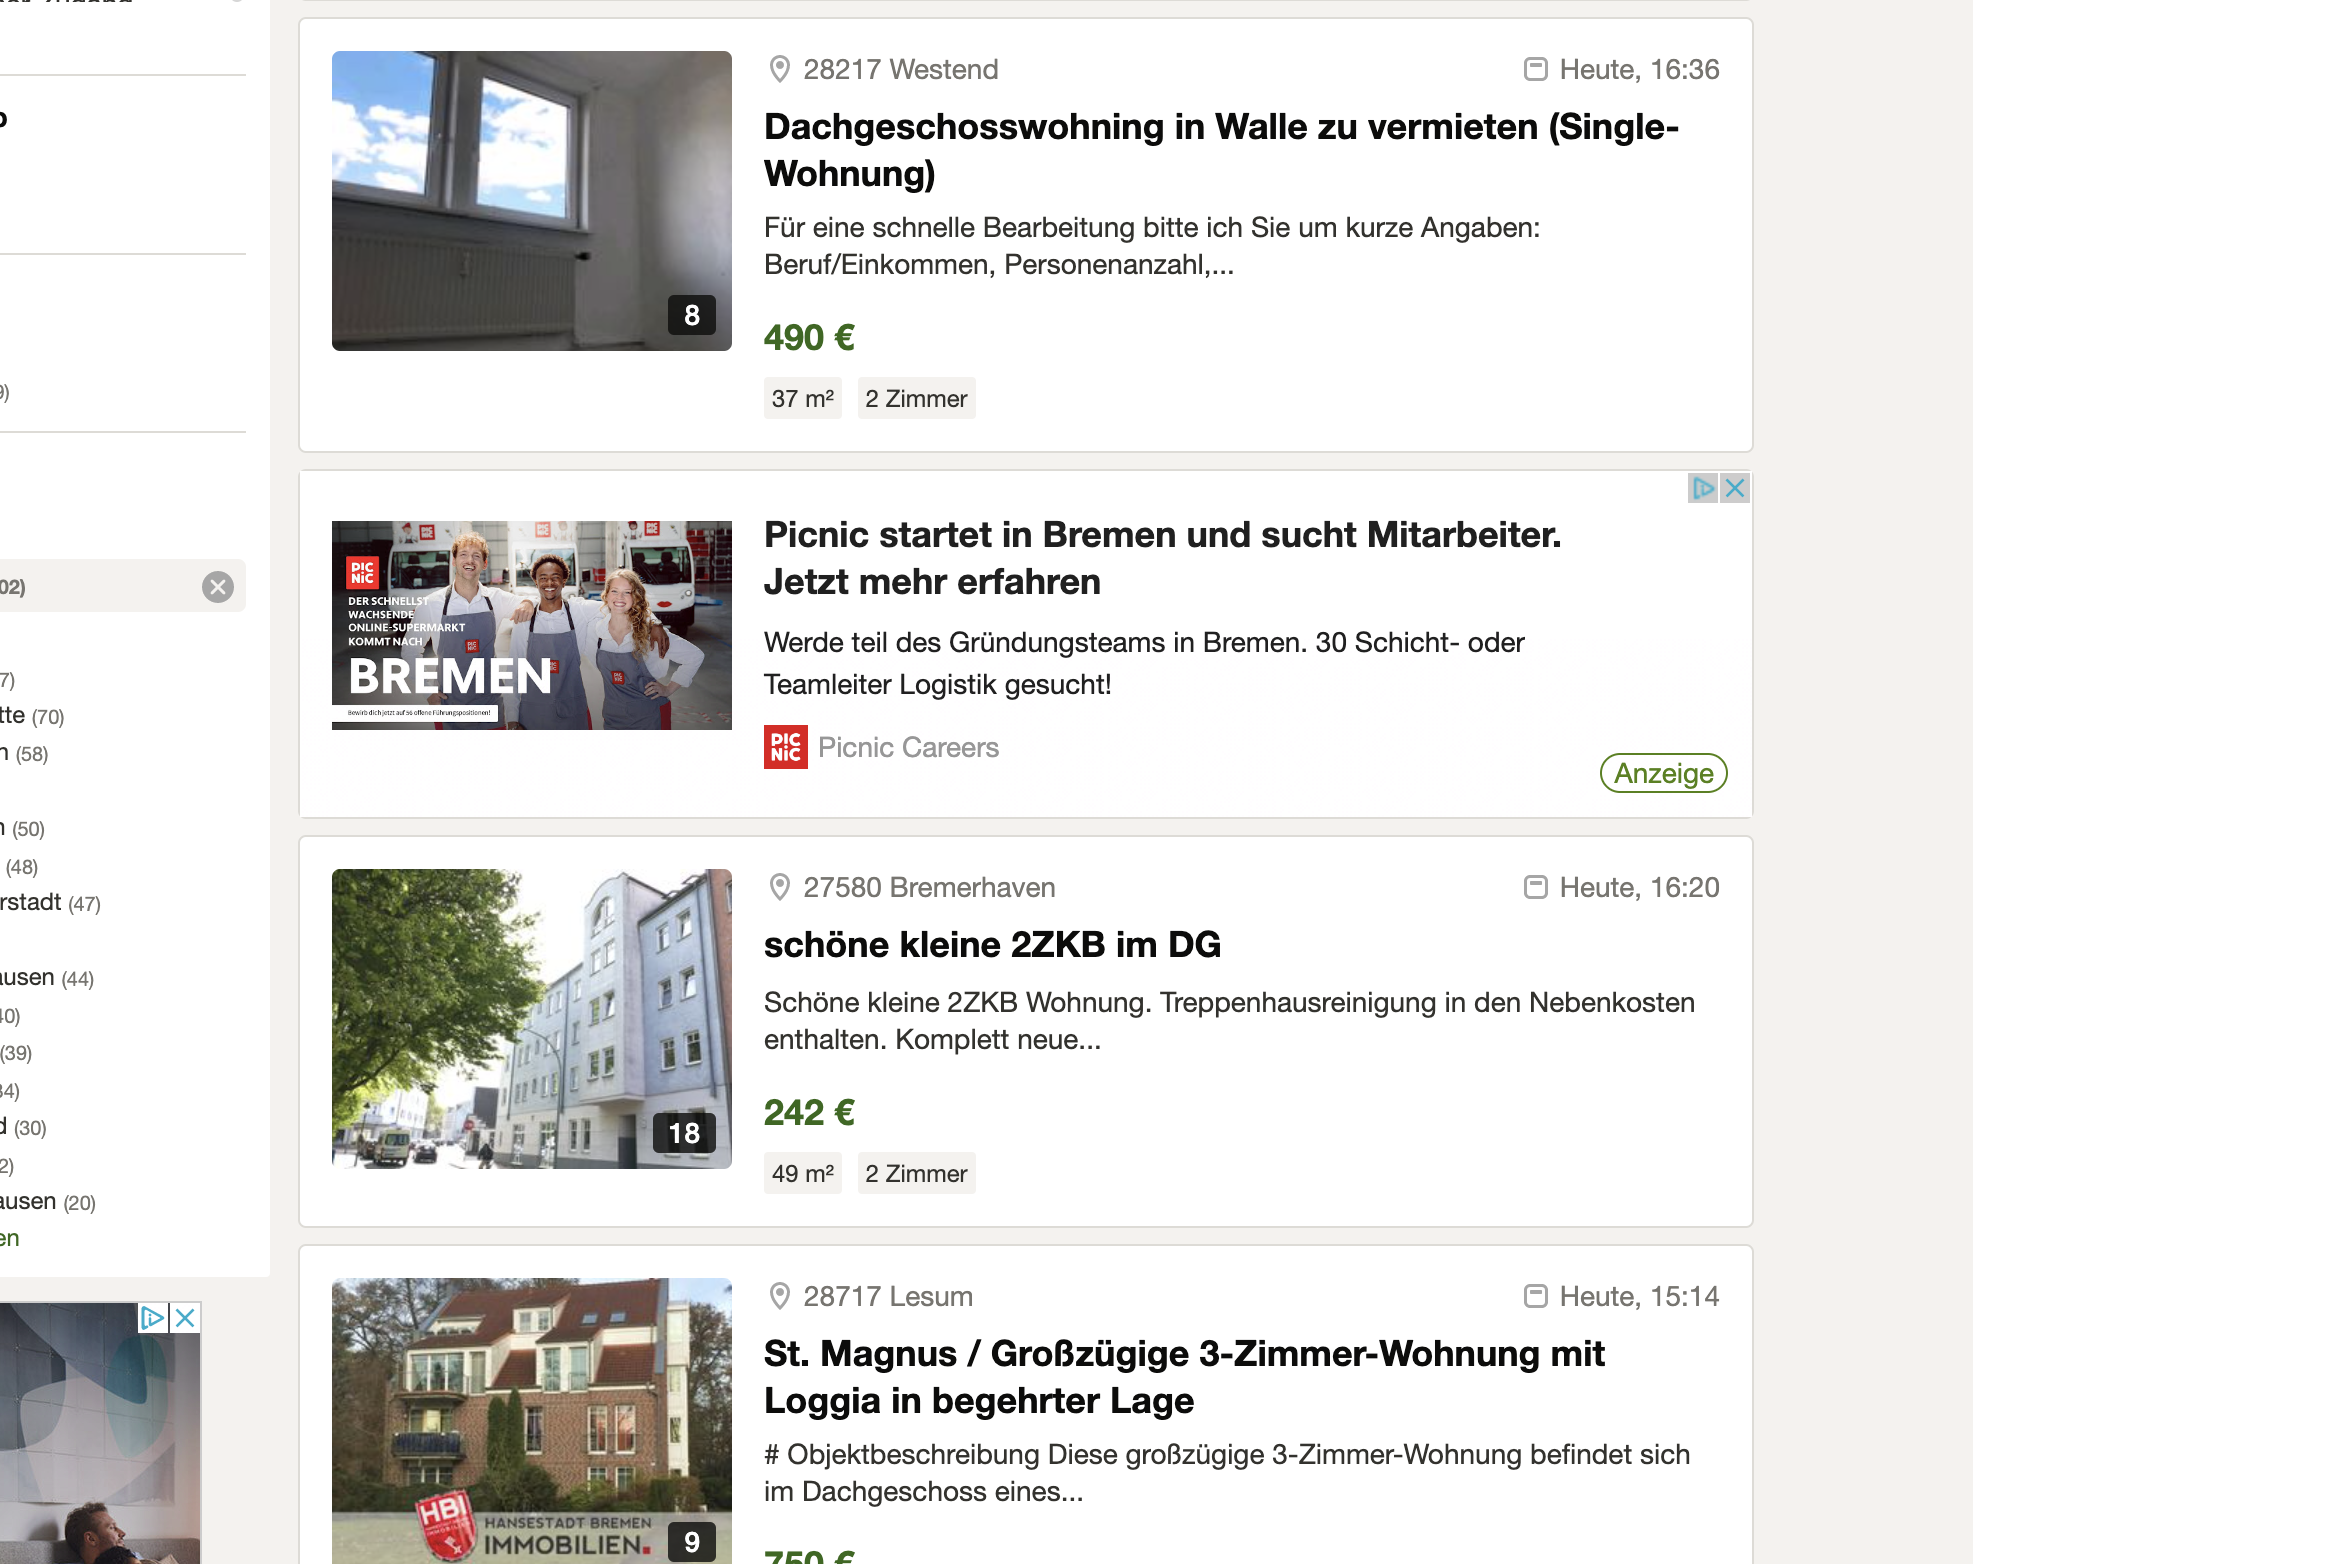 28217 Westend
Heute, 16:36
Dachgeschosswohning in Walle zu vermieten (Single-
Wohnung)
Für eine schnelle Bearbeitung bitte ich Sie um kurze Angaben:
Beruf/Einkommen, Personenanzahl,...
490 €
37 m²
2 Zimmer
8
Picnic startet in Bremen und sucht Mitarbeiter.
Jetzt mehr erfahren
Werde teil des Gründungsteams in Bremen. 30 Schicht- oder
Teamleiter Logistik gesucht!
Picnic Careers
Anzeige
PIC
NiC
DER SCHNELLST
WACHSENDE
ONLINE-SUPERMARKT
KOMMT NACH
BREMEN
Bewirb dich jetzt auf 56 offene Führungspositionen!
PIC
NiC
27580 Bremerhaven
Heute, 16:20
schöne kleine 2ZKB im DG
Schöne kleine 2ZKB Wohnung. Treppenhausreinigung in den Nebenkosten
enthalten. Komplett neue...
242 €
49 m²
2 Zimmer
18
28717 Lesum
Heute, 15:14
St. Magnus / Großzügige 3-Zimmer-Wohnung mit
Loggia in begehrter Lage
# Objektbeschreibung Diese großzügige 3-Zimmer-Wohnung befindet sich
im Dachgeschoss eines...
750 €
HBI
HANSESTADT BREMEN
IMMOBILIEN.
9
02)
7)
tte (70)
(58)
(50)
(48)
rstadt (47)
ausen (44)
40)
(39)
34)
d (30)
2)
ausen (20)
en
9)